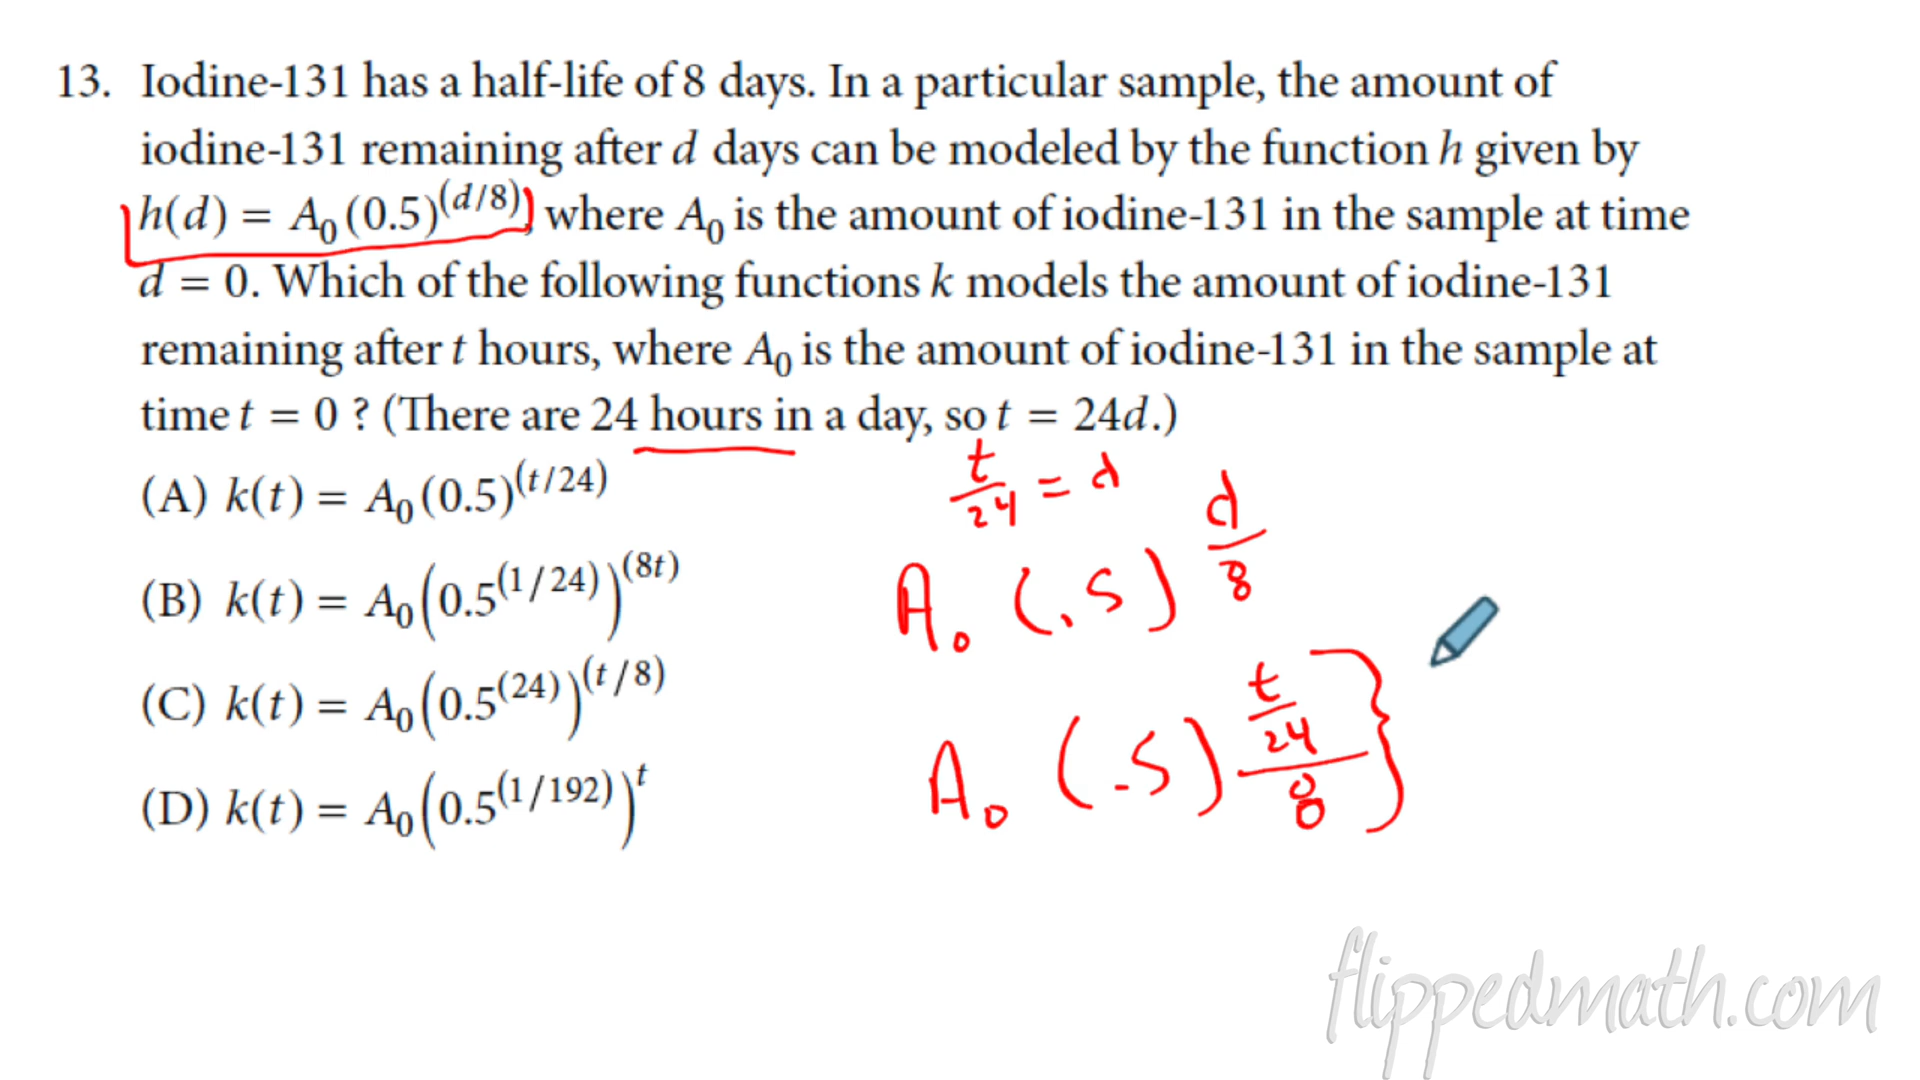 13. Iodine-131 has a half-life of 8 days. In a particular sample, the amount of
iodine-131 remaining after d days can be modeled by the function h given by
h(d) = A₀(0.5)^(d/8), where A₀ is the amount of iodine-131 in the sample at time
d = 0. Which of the following functions k models the amount of iodine-131
remaining after t hours, where A₀ is the amount of iodine-131 in the sample at
time t = 0 ? (There are 24 hours in a day, so t = 24d.)
(A) k(t) = A₀(0.5)^(t/24)
(B) k(t) = A₀(0.5^(1/24))^(8t)
(C) k(t) = A₀(0.5^(24))^(t/8)
(D) k(t) = A₀(0.5^(1/192))^t
t/24 = d
A₀ (.5)^(d/8)
A₀ (.5)^((t/24)/8)
flippedmath.com